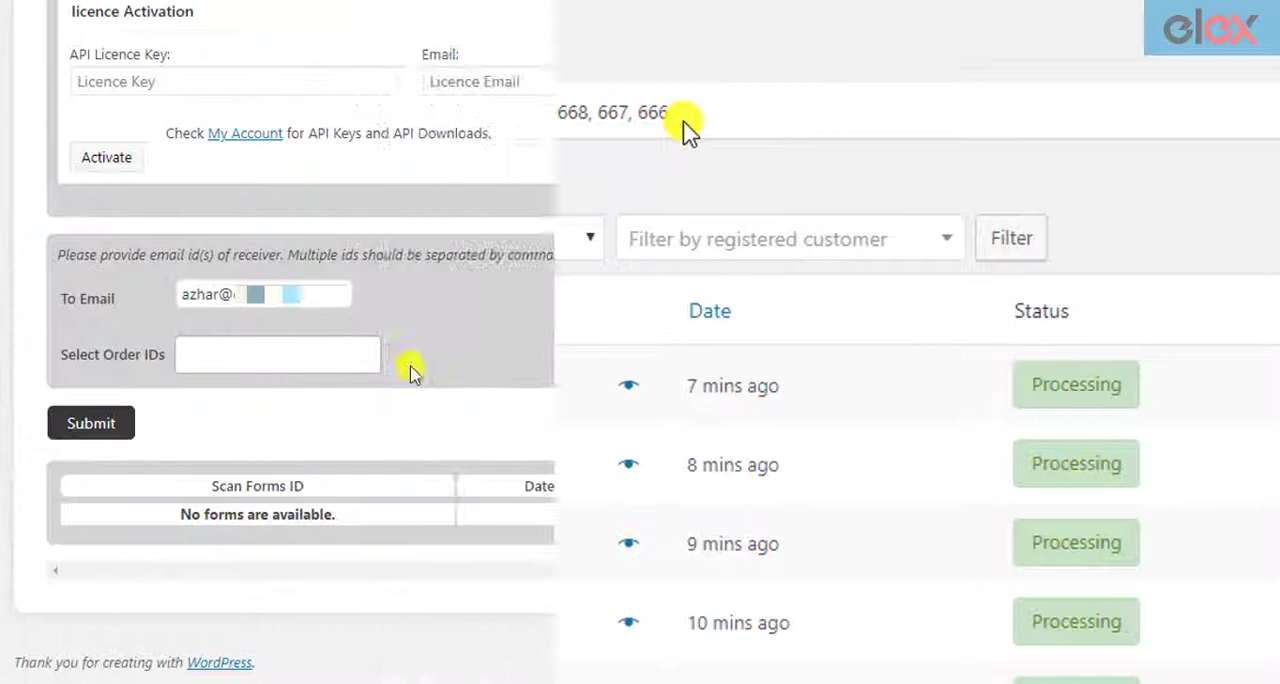 elex
licence Activation
API Licence Key:
Email:
Licence Key
Licence Email
Check My Account for API Keys and API Downloads.
Activate
Please provide email id(s) of receiver. Multiple ids should be separated by comma.
To Email
azhar@
Select Order IDs
Submit
Scan Forms ID
Date
No forms are available.
Thank you for creating with WordPress.
668, 667, 666
Filter by registered customer
Filter
Date
Status
7 mins ago
Processing
8 mins ago
Processing
9 mins ago
Processing
10 mins ago
Processing